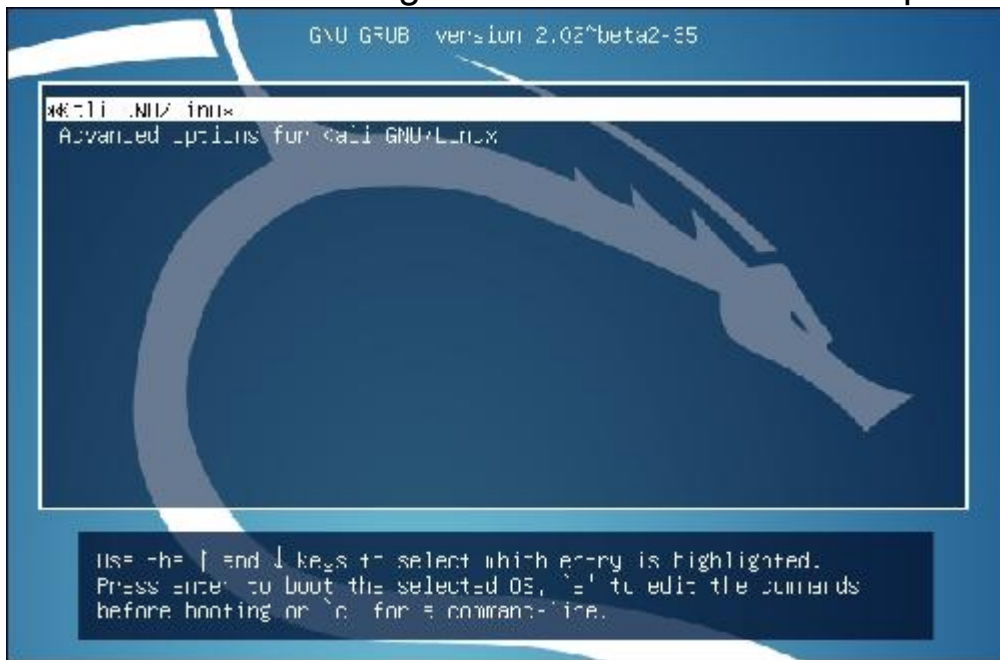 GNU GRUB version 2.02~beta2-35
*Kali GNU/Linux
Advanced options for Kali GNU/Linux
Use the ↑ and ↓ keys to select which entry is highlighted.
Press enter to boot the selected OS, `e' to edit the commands
before booting or `c' for a command-line.